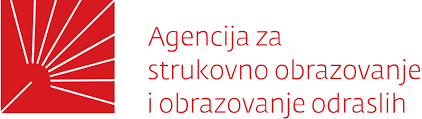 Agencija za
strukovno obrazovanje
i obrazovanje odraslih